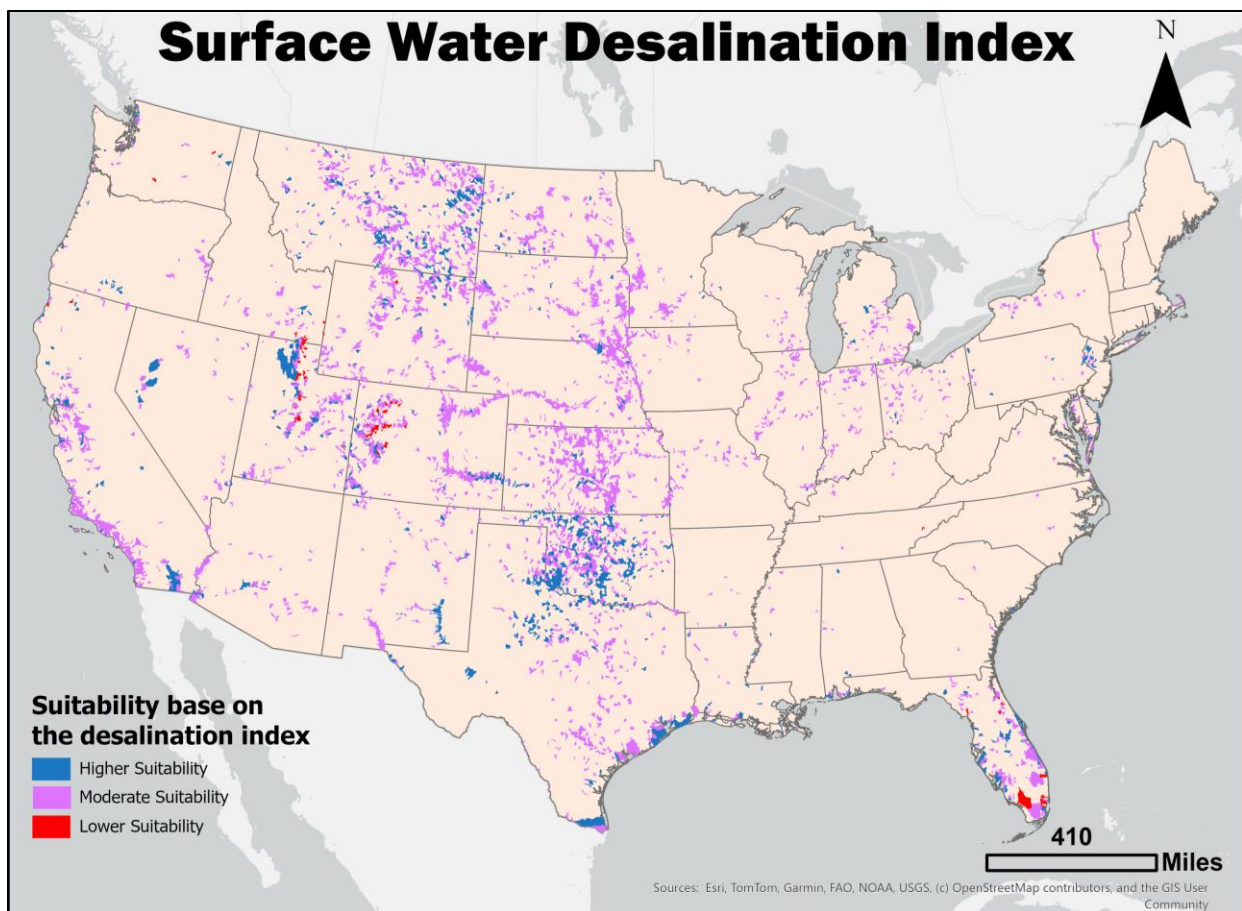 Surface Water Desalination Index
N
Suitability base on
the desalination index
Higher Suitability
Moderate Suitability
Lower Suitability
410
Miles
Sources: Esri, TomTom, Garmin, FAO, NOAA, USGS, (c) OpenStreetMap contributors, and the GIS User
Community